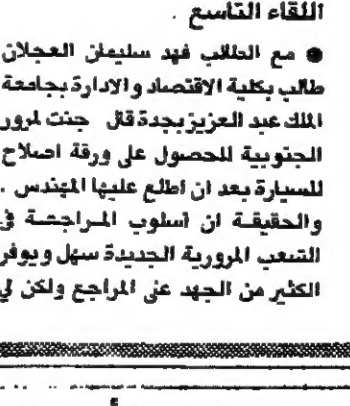 اللقاء التاسع .
● مع الطالب فهد سليمان العجلان
طالب بكلية الاقتصاد والادارة بجامعة
الملك عبد العزيز بجدة قال جئت لمرور
الجنوبية للحصول على ورقة اصلاح
للسيارة بعد ان اطلع عليها المهندس .
والحقيقة ان أسلوب المراجعة في
الشعب المرورية الجديدة سهل ويوفر
الكثير من الجهد على المراجع ولكن لي